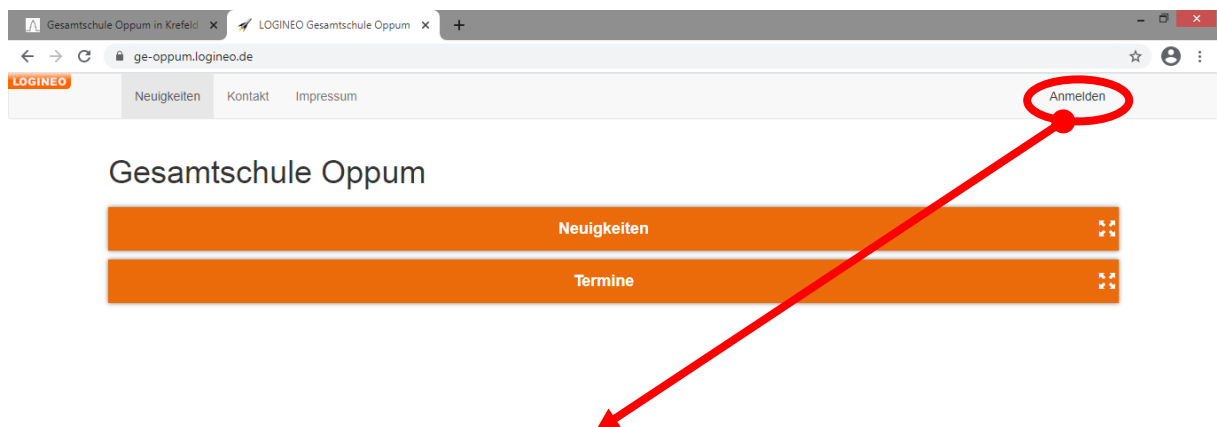 Gesamtschule Oppum in Krefeld
LOGINEO Gesamtschule Oppum
ge-oppum.logineo.de
LOGINEO
Neuigkeiten Kontakt Impressum Anmelden
Gesamtschule Oppum
Neuigkeiten
Termine